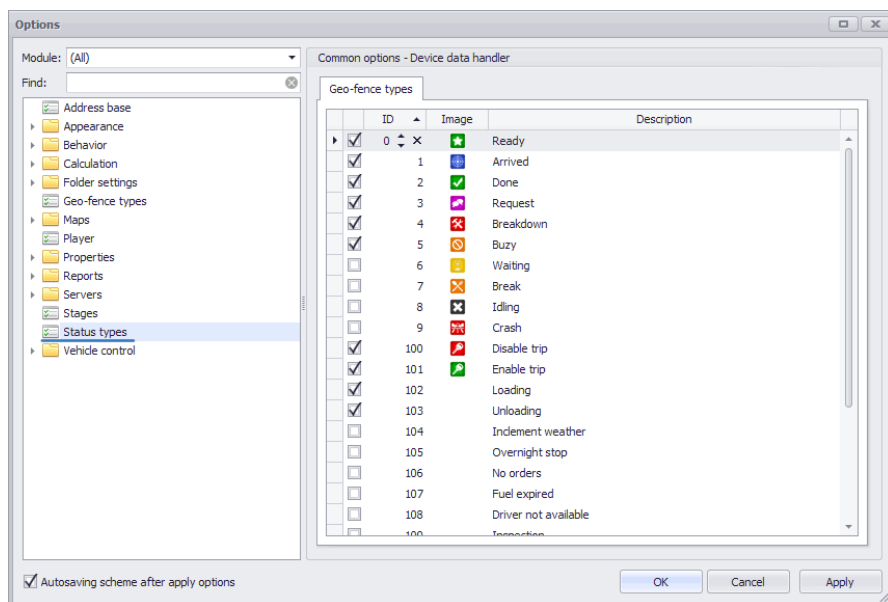 Options
Module: (All)
Find:
Address base
Appearance
Behavior
Calculation
Folder settings
Geo-fence types
Maps
Player
Properties
Reports
Servers
Stages
Status types
Vehicle control
Common options - Device data handler
Geo-fence types
ID Image Description
0 Ready
1 Arrived
2 Done
3 Request
4 Breakdown
5 Buzy
6 Waiting
7 Break
8 Idling
9 Crash
100 Disable trip
101 Enable trip
102 Loading
103 Unloading
104 Inclement weather
105 Overnight stop
106 No orders
107 Fuel expired
108 Driver not available
109 Inspection
Autosaving scheme after apply options
OK Cancel Apply